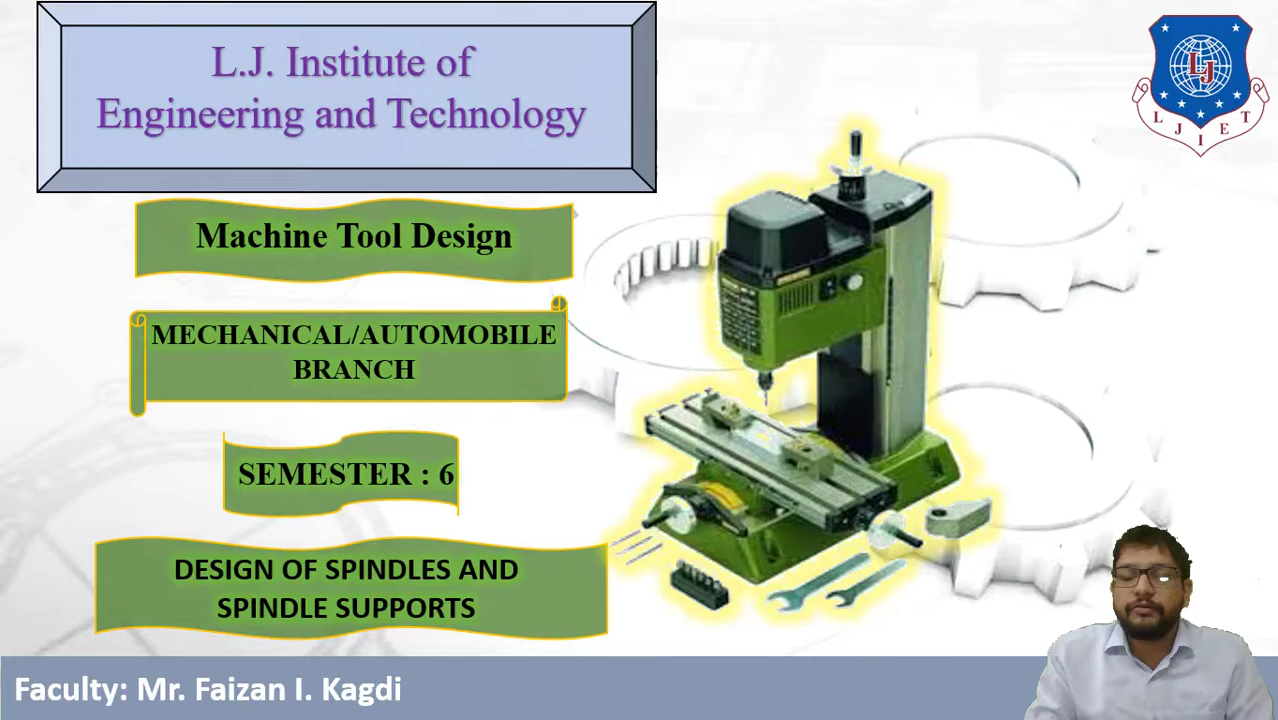 L.J. Institute of
Engineering and Technology
LJ
L J I E T
Machine Tool Design
MECHANICAL/AUTOMOBILE
BRANCH
SEMESTER : 6
DESIGN OF SPINDLES AND
SPINDLE SUPPORTS
Faculty: Mr. Faizan I. Kagdi